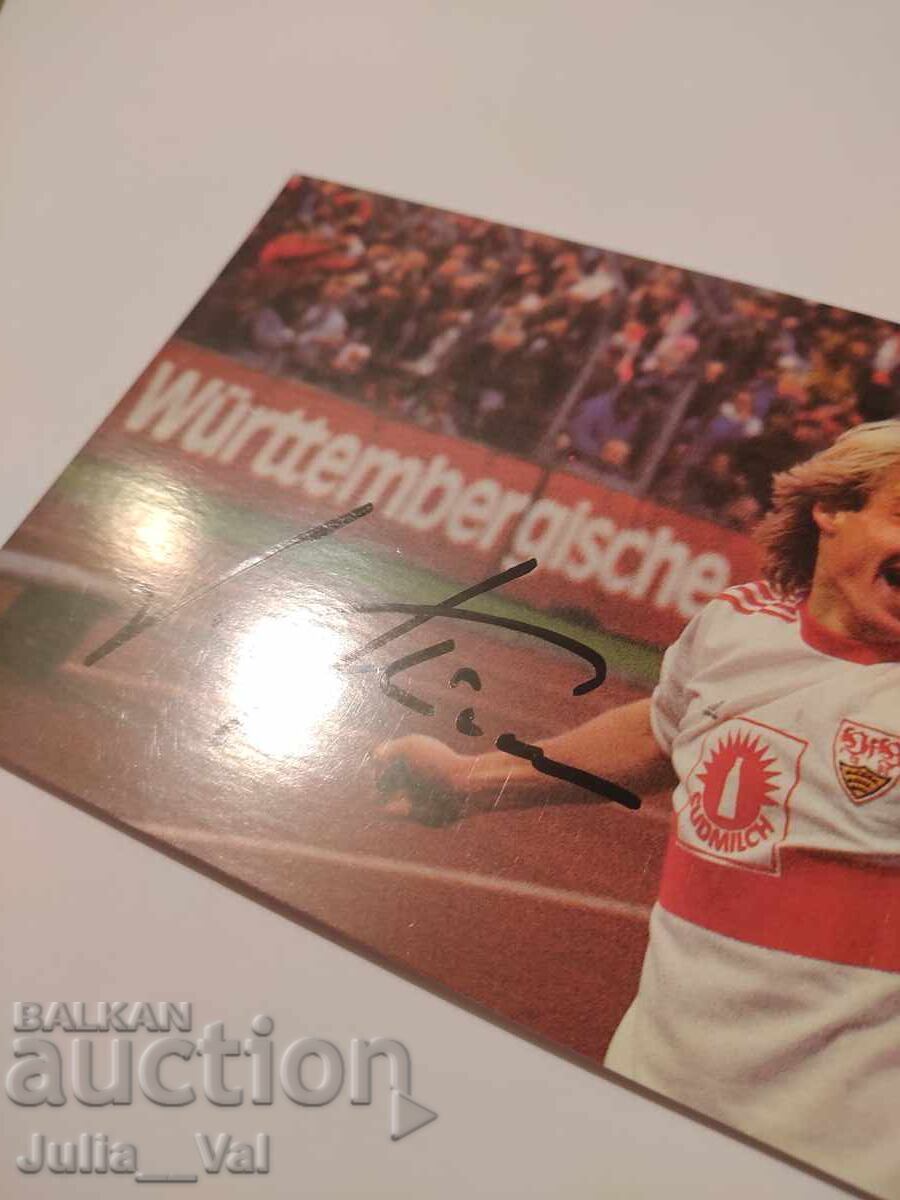 Württembergische
SÜDMILCH
BALKAN
auction
Julia__Val